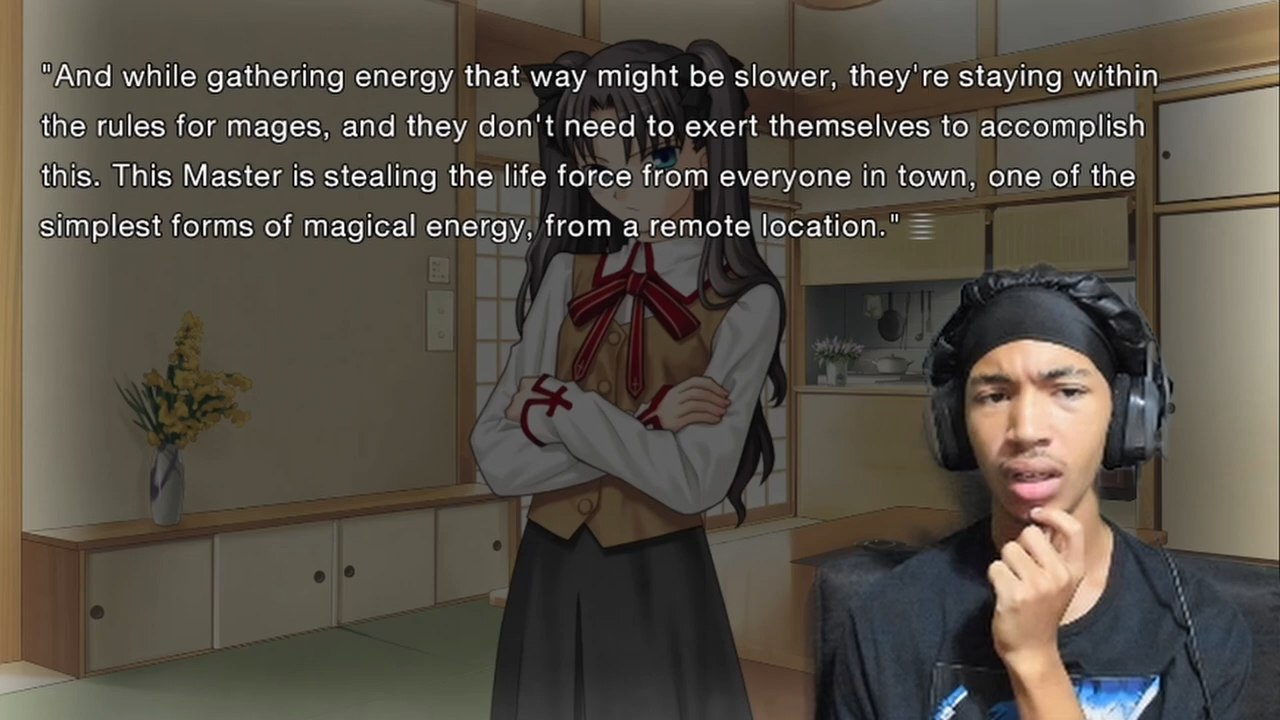 "And while gathering energy that way might be slower, they're staying within
the rules for mages, and they don't need to exert themselves to accomplish
this. This Master is stealing the life force from everyone in town, one of the
simplest forms of magical energy, from a remote location."